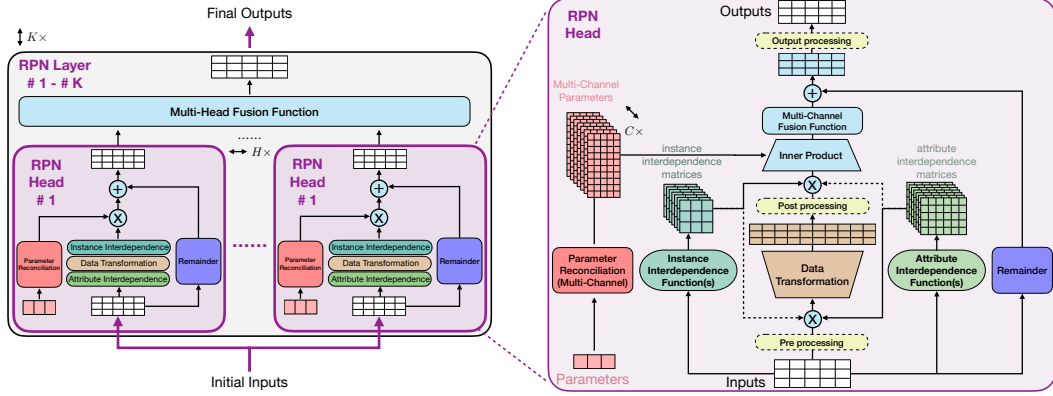 Final Outputs
K×
RPN Layer
# 1 - # K
Multi-Head Fusion Function
......
H×
RPN
Head
# 1
+
X
Parameter
Reconciliation
Instance Interdependence
Data Transformation
Attribute Interdependence
Remainder
RPN
Head
# 1
+
X
Parameter
Reconciliation
Instance Interdependence
Data Transformation
Attribute Interdependence
Remainder
Initial Inputs
RPN
Head
Outputs
Output processing
+
Multi-Channel
Parameters
C×
Multi-Channel
Fusion Function
Inner Product
instance
interdependence
matrices
attribute
interdependence
matrices
X
Post processing
Parameter
Reconciliation
(Multi-Channel)
Instance
Interdependence
Function(s)
Data
Transformation
Attribute
Interdependence
Function(s)
Remainder
X
Pre processing
Parameters
Inputs